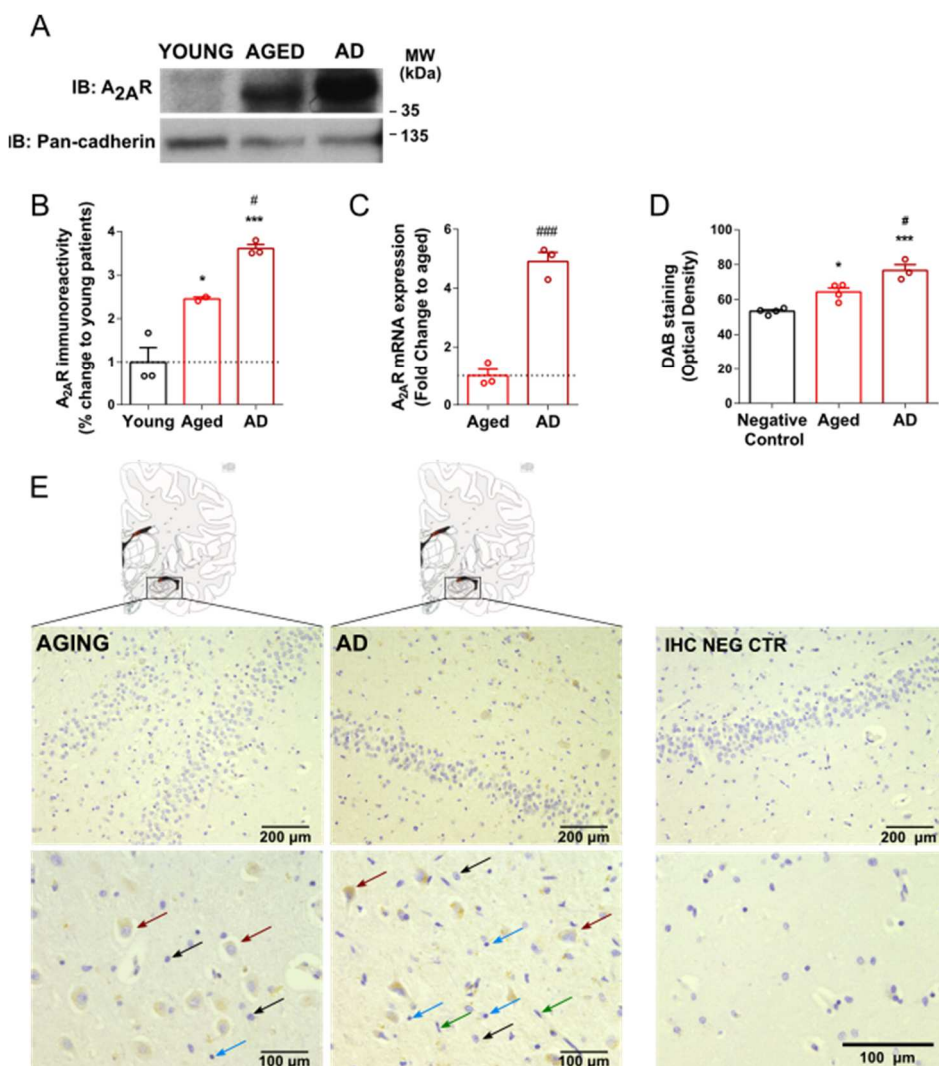 A
YOUNG AGED AD MW (kDa)
IB: A2AR
35
IB: Pan-cadherin
135
B
A2AR immunoreactivity
(% change to young patients)
4
3
2
1
0
*
#
***
Young Aged AD
C
A2AR mRNA expression
(Fold Change to aged)
6
4
2
0
###
Aged AD
D
DAB staining
(Optical Density)
100
80
60
40
20
0
*
#
***
Negative Control Aged AD
E
AGING
AD
IHC NEG CTR
200 µm
200 µm
200 µm
100 µm
100 µm
100 µm